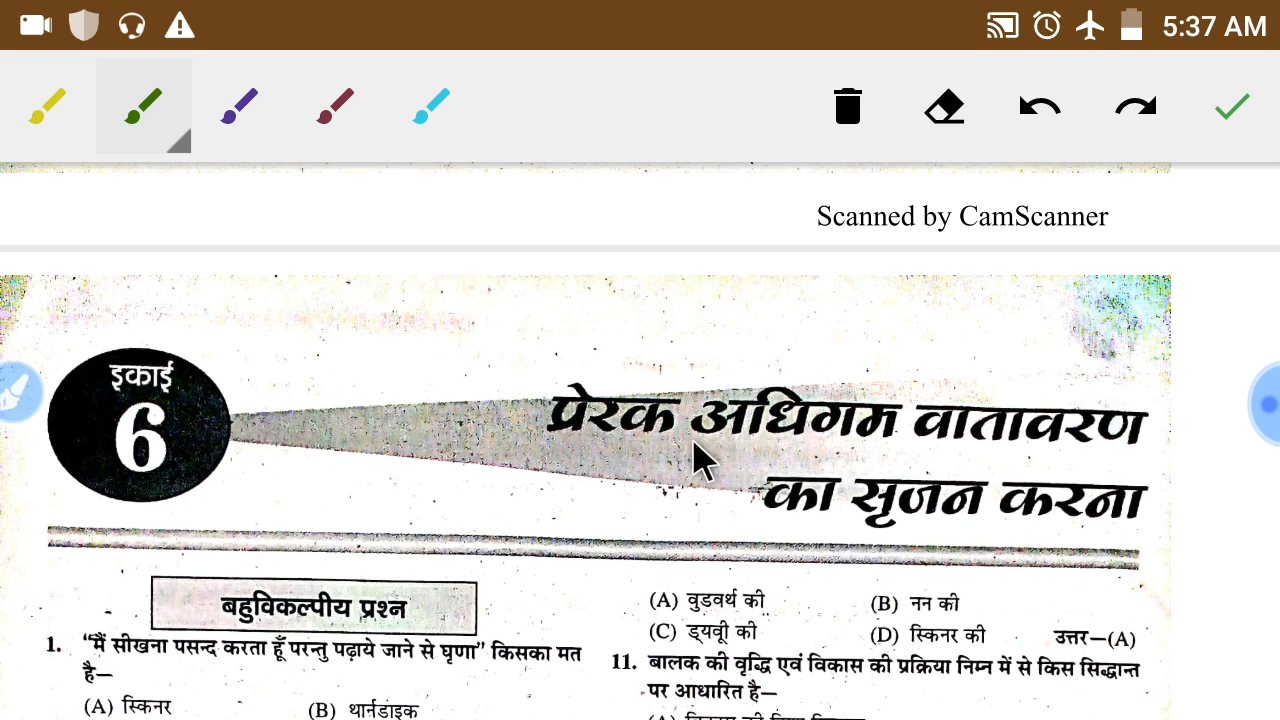 5:37 AM
Scanned by CamScanner
इकाई
6
प्रेरक अधिगम वातावरण
का सृजन करना
बहुविकल्पीय प्रश्न
1. “मैं सीखना पसन्द करता हूँ परन्तु पढ़ाये जाने से घृणा” किसका मत
है—
(A) स्किनर (B) थार्नडाइक
(A) वुडवर्थ की (B) नन की
(C) ड्यवूी की (D) स्किनर की उत्तर—(A)
11. बालक की वृद्धि एवं विकास की प्रक्रिया निम्न में से किस सिद्धान्त
पर आधारित है—